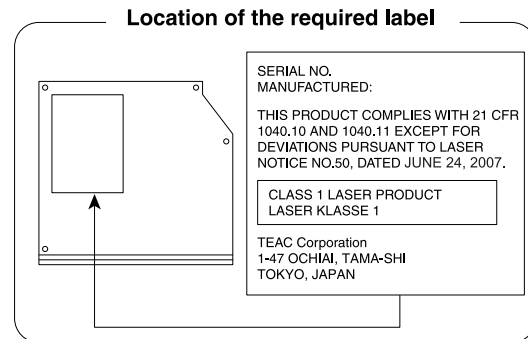 Location of the required label
SERIAL NO.
MANUFACTURED:
THIS PRODUCT COMPLIES WITH 21 CFR
1040.10 AND 1040.11 EXCEPT FOR
DEVIATIONS PURSUANT TO LASER
NOTICE NO.50, DATED JUNE 24, 2007.
CLASS 1 LASER PRODUCT
LASER KLASSE 1
TEAC Corporation
1-47 OCHIAI, TAMA-SHI
TOKYO, JAPAN